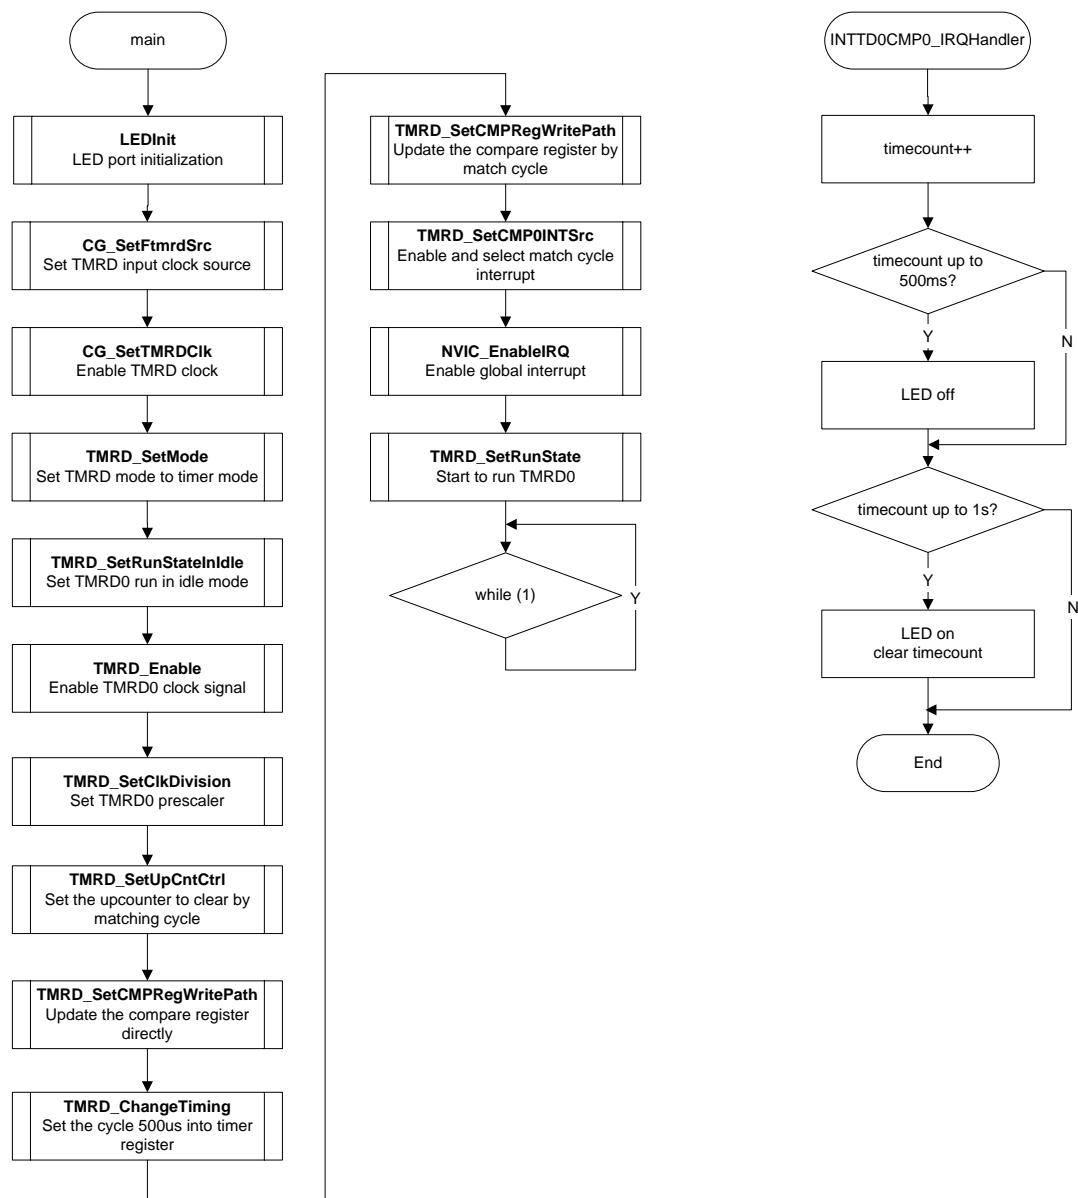 main
LEDInit
LED port initialization
CG_SetFtmrdSrc
Set TMRD input clock source
CG_SetTMRDClk
Enable TMRD clock
TMRD_SetMode
Set TMRD mode to timer mode
TMRD_SetRunStateInIdle
Set TMRD0 run in idle mode
TMRD_Enable
Enable TMRD0 clock signal
TMRD_SetClkDivision
Set TMRD0 prescaler
TMRD_SetUpCntCtrl
Set the upcounter to clear by
matching cycle
TMRD_SetCMPRegWritePath
Update the compare register
directly
TMRD_ChangeTiming
Set the cycle 500us into timer
register
TMRD_SetCMPRegWritePath
Update the compare register by
match cycle
TMRD_SetCMP0INTSrc
Enable and select match cycle
interrupt
NVIC_EnableIRQ
Enable global interrupt
TMRD_SetRunState
Start to run TMRD0
while (1)
Y
INTTD0CMP0_IRQHandler
timecount++
timecount up to
500ms?
Y
N
LED off
timecount up to 1s?
Y
N
LED on
clear timecount
End